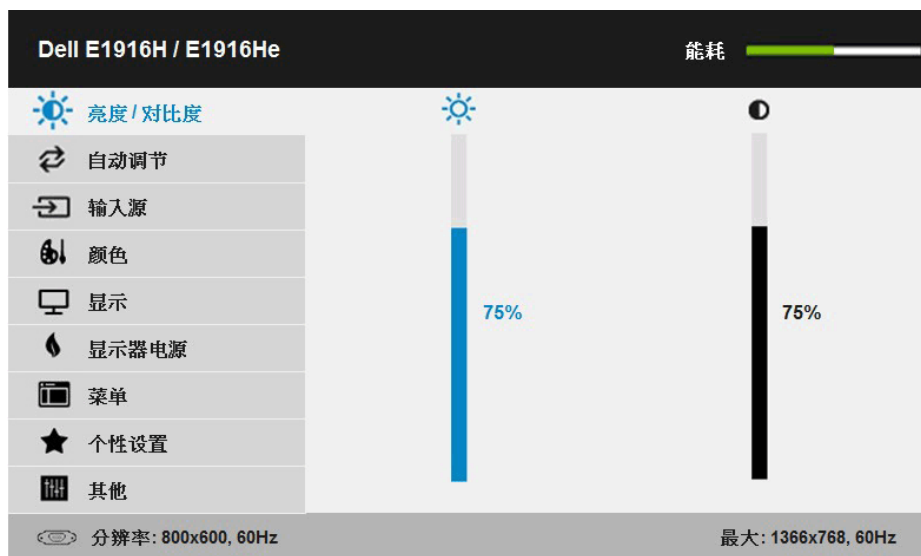 Dell E1916H / E1916He
能耗
亮度 / 对比度
自动调节
输入源
颜色
显示
75%
75%
显示器电源
菜单
个性设置
其他
分辨率: 800x600, 60Hz
最大: 1366x768, 60Hz